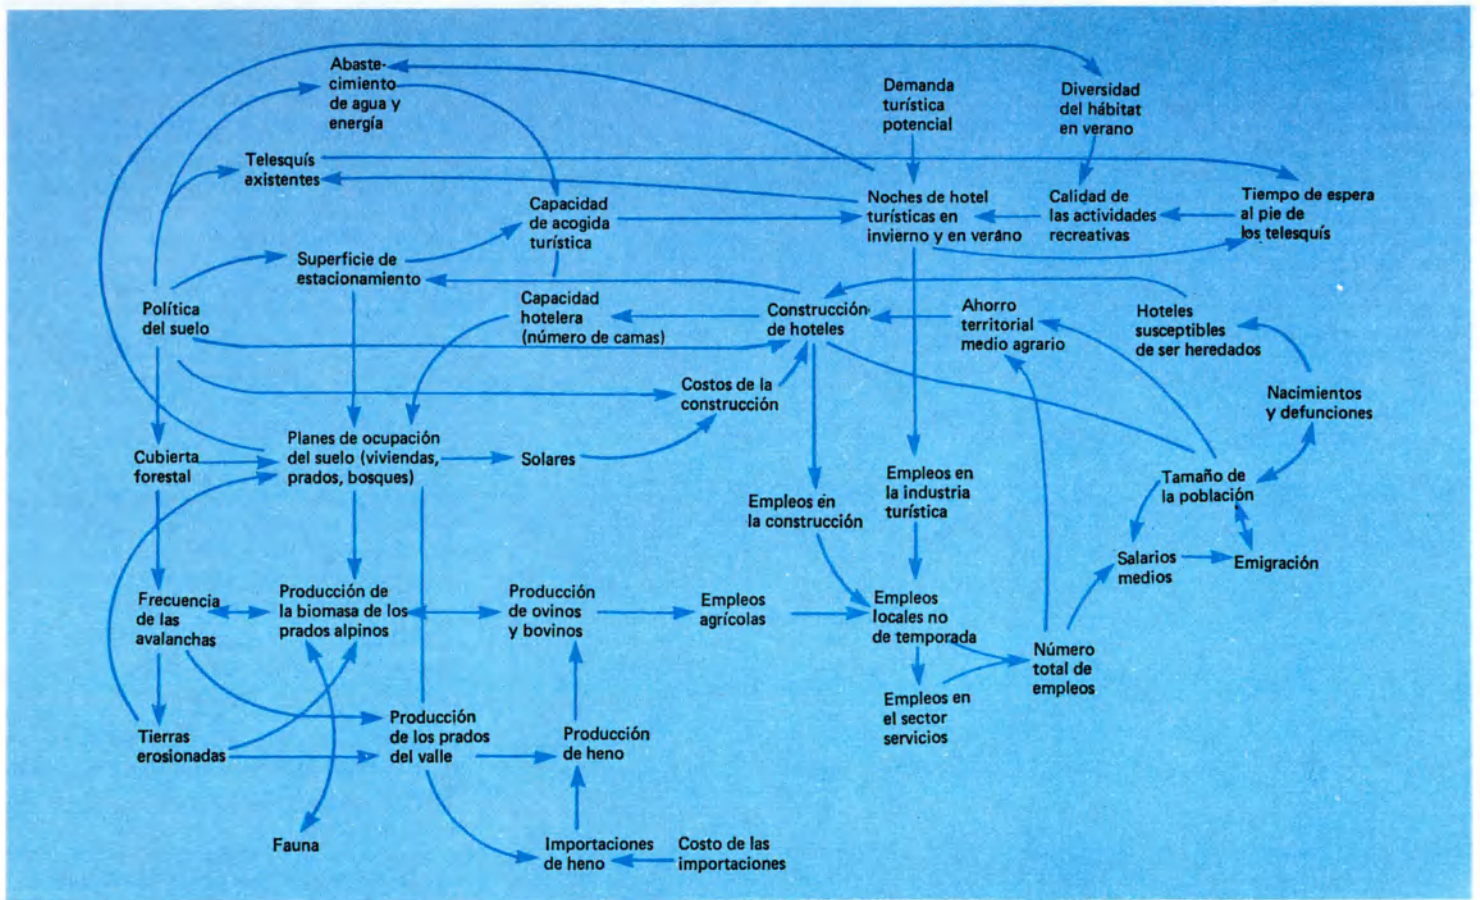 Abaste-
cimiento
de agua y
energía
Demanda
turística
potencial
Diversidad
del hábitat
en verano
Telesquís
existentes
Capacidad
de acogida
turística
Noches de hotel
turísticas en
invierno y en verano
Calidad de
las actividades
recreativas
Tiempo de espera
al pie de
los telesquís
Superficie de
estacionamiento
Política
del suelo
Capacidad
hotelera
(número de camas)
Construcción
de hoteles
Ahorro
territorial
medio agrario
Hoteles
susceptibles
de ser heredados
Costos de la
construcción
Nacimientos
y defunciones
Cubierta
forestal
Planes de ocupación
del suelo (viviendas,
prados, bosques)
Solares
Empleos en
la construcción
Empleos en
la industria
turística
Tamaño de
la población
Salarios
medios
Emigración
Frecuencia
de las
avalanchas
Producción de
la biomasa de los
prados alpinos
Producción
de ovinos
y bovinos
Empleos
agrícolas
Empleos
locales no
de temporada
Número
total de
empleos
Empleos en
el sector
servicios
Tierras
erosionadas
Producción
de los prados
del valle
Producción
de heno
Fauna
Importaciones
de heno
Costo de las
importaciones